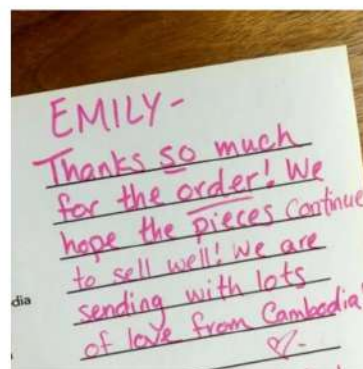 EMILY-
Thanks so much
for the order! We
hope the pieces continue
to sell well! We are
sending with lots
of love from Cambodia!
dia